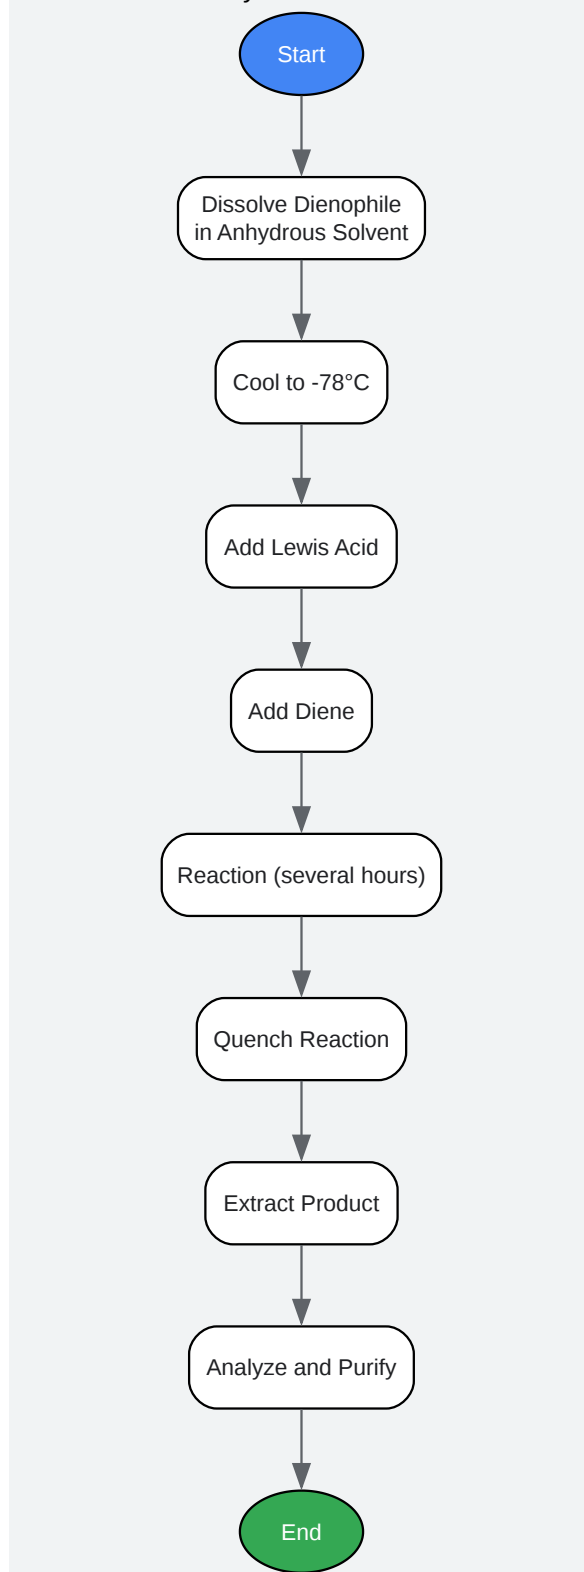 Start
Dissolve Dienophile
in Anhydrous Solvent
Cool to -78°C
Add Lewis Acid
Add Diene
Reaction (several hours)
Quench Reaction
Extract Product
Analyze and Purify
End